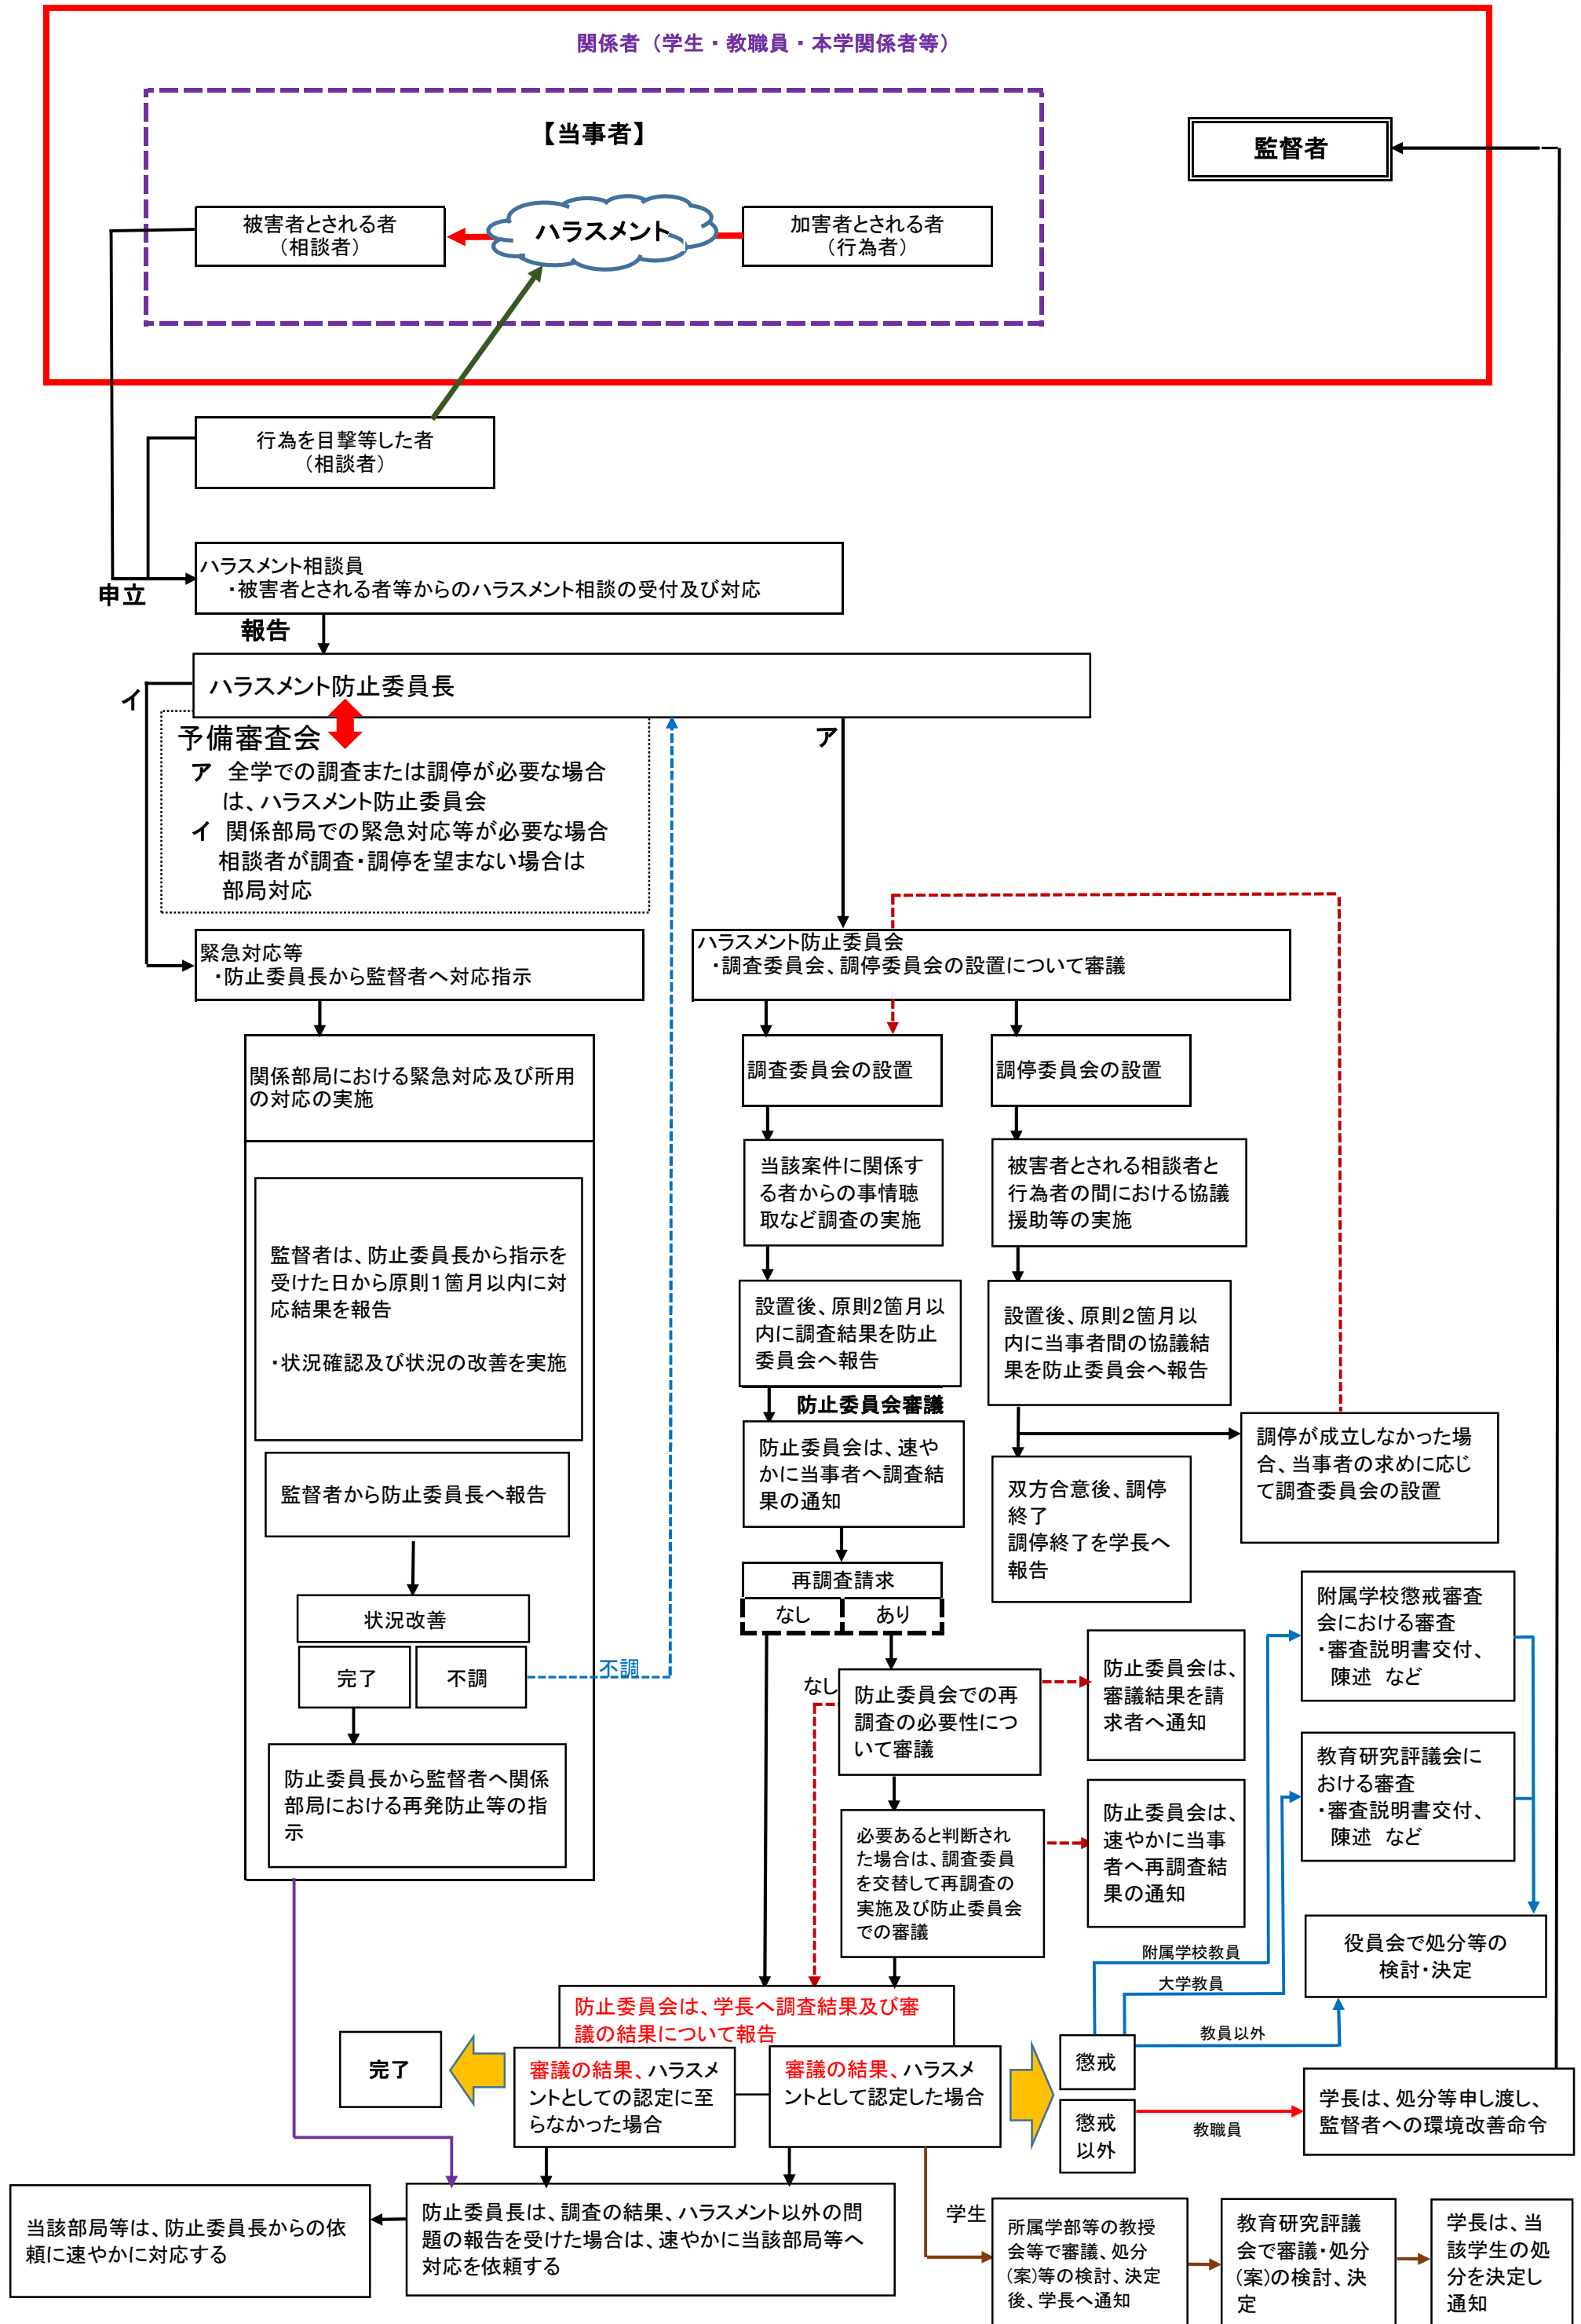 関係者（学生・教職員・本学関係者等）
【当事者】
監督者
被害者とされる者
（相談者）
ハラスメント
加害者とされる者
（行為者）
行為を目撃等した者
（相談者）
ハラスメント相談員
・被害者とされる者等からのハラスメント相談の受付及び対応
申立
報告
ハラスメント防止委員長
イ
ア
予備審査会
ア 全学での調査または調停が必要な場合
は、ハラスメント防止委員会
イ 関係部局での緊急対応等が必要な場合
相談者が調査・調停を望まない場合は
部局対応
緊急対応等
・防止委員長から監督者へ対応指示
ハラスメント防止委員会
・調査委員会、調停委員会の設置について審議
関係部局における緊急対応及び所用
の対応の実施
調査委員会の設置
調停委員会の設置
当該案件に関係す
る者からの事情聴
取など調査の実施
被害者とされる相談者と
行為者の間における協議
援助等の実施
監督者は、防止委員長から指示を
受けた日から原則１箇月以内に対
応結果を報告
・状況確認及び状況の改善を実施
設置後、原則2箇月以
内に調査結果を防止
委員会へ報告
設置後、原則２箇月以
内に当事者間の協議結
果を防止委員会へ報告
防止委員会審議
防止委員会は、速や
かに当事者へ調査結
果の通知
調停が成立しなかった場
合、当事者の求めに応じ
て調査委員会の設置
監督者から防止委員長へ報告
双方合意後、調停
終了
調停終了を学長へ
報告
再調査請求
なし
あり
状況改善
完了
不調
不調
附属学校懲戒審査
会における審査
・審査説明書交付、
陳述 など
なし
防止委員会での再
調査の必要性につ
いて審議
防止委員会は、
審議結果を請
求者へ通知
教育研究評議会に
おける審査
・審査説明書交付、
陳述 など
防止委員長から監督者へ関係
部局における再発防止等の指
示
必要あると判断され
た場合は、調査委員
を交替して再調査の
実施及び防止委員会
での審議
防止委員会は、
速やかに当事
者へ再調査結
果の通知
役員会で処分等の
検討・決定
附属学校教員
大学教員
教員以外
防止委員会は、学長へ調査結果及び審
議の結果について報告
完了
審議の結果、ハラスメ
ントとしての認定に至
らなかった場合
審議の結果、ハラスメ
ントとして認定した場合
懲戒
懲戒
以外
教職員
学長は、処分等申し渡し、
監督者への環境改善命令
当該部局等は、防止委員長からの依
頼に速やかに対応する
防止委員長は、調査の結果、ハラスメント以外の問
題の報告を受けた場合は、速やかに当該部局等へ
対応を依頼する
学生
所属学部等の教授
会等で審議、処分
(案)等の検討、決定
後、学長へ通知
教育研究評議
会で審議・処分
(案)の検討、決
定
学長は、当
該学生の処
分を決定し
通知